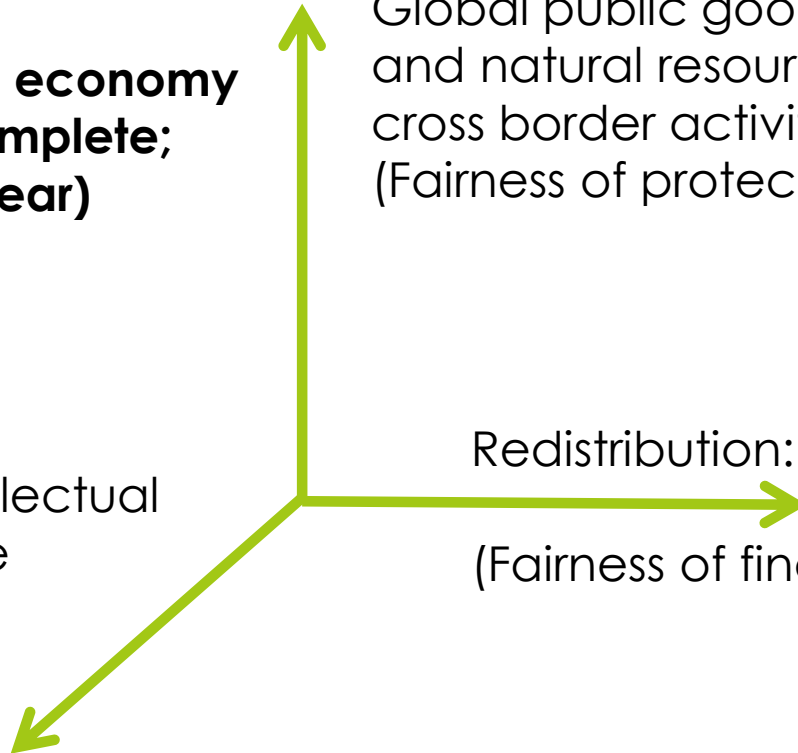 economy
mplete;
ear)
Global public goo
and natural resour
cross border activi
(Fairness of protec
Redistribution:
(Fairness of fin
lectual
e